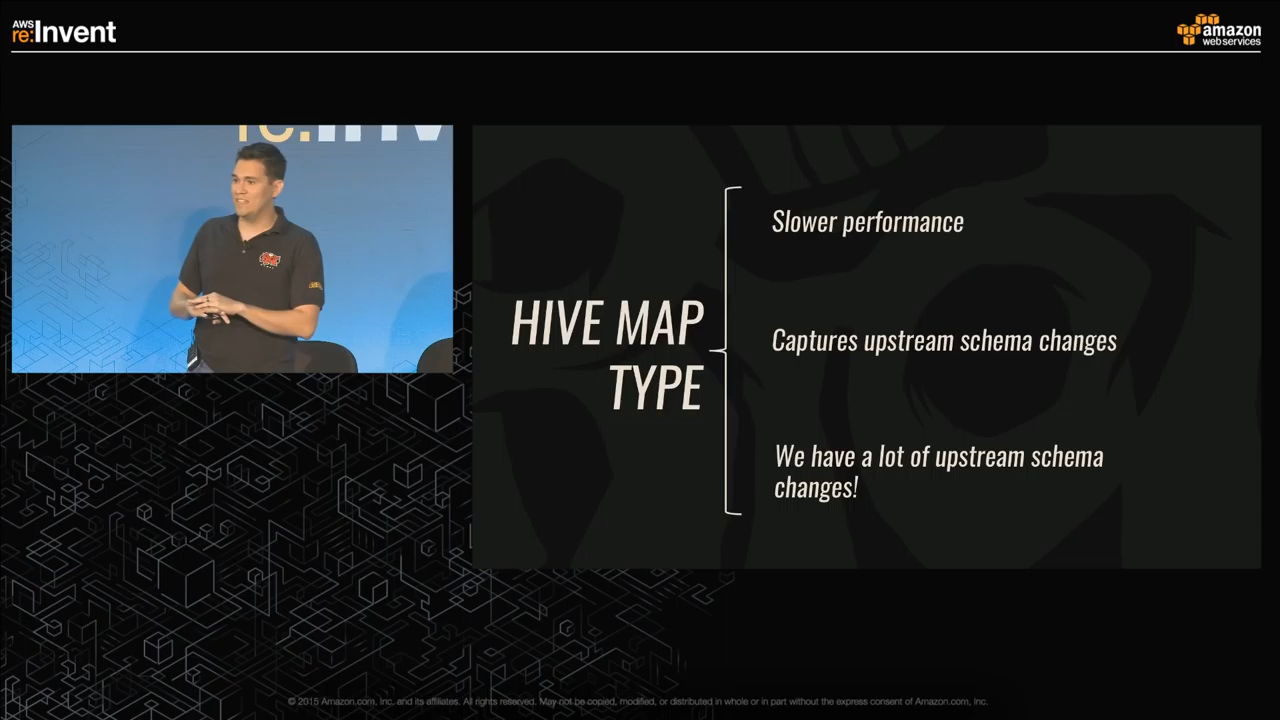 AWS
re:Invent
amazon
web services
HIVE MAP
TYPE
Slower performance
Captures upstream schema changes
We have a lot of upstream schema
changes!
© 2015 Amazon.com, Inc. and its affiliates. All rights reserved. May not be copied, modified, or distributed in whole or in part without the express consent of Amazon.com, Inc.